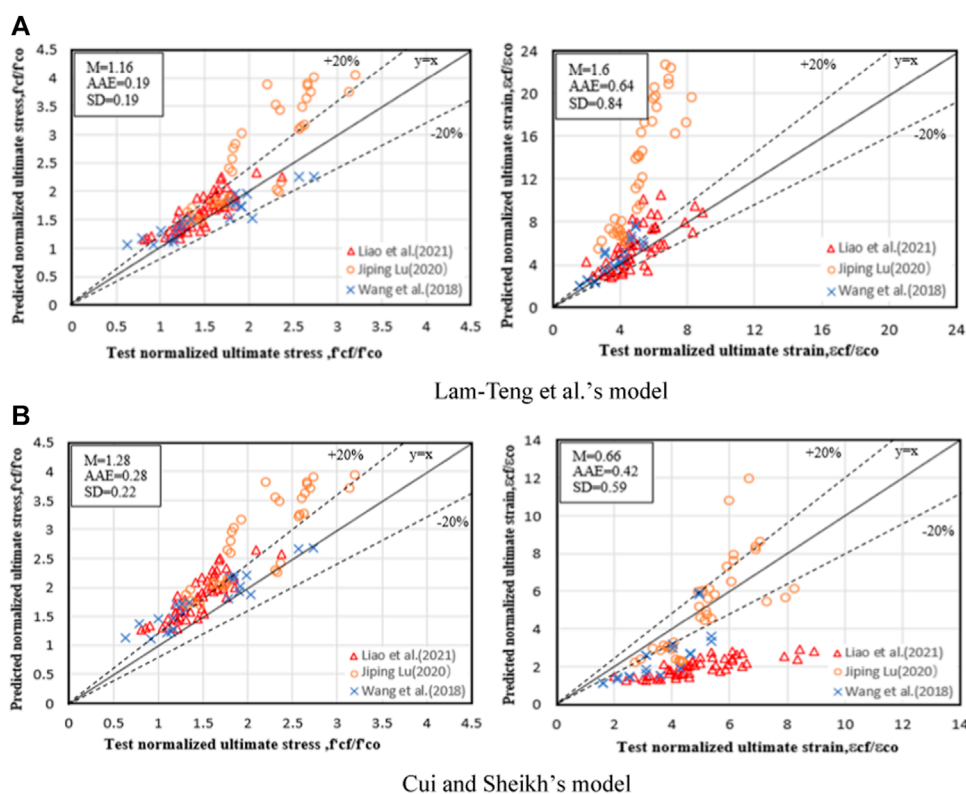 A
M=1.16
AAE=0.19
SD=0.19
+20%
y=x
-20%
Predicted normalized ultimate stress,f'cf/f'co
4.5
4
3.5
3
2.5
2
1.5
1
0.5
0
Liao et al.(2021)
Jiping Lu(2020)
Wang et al.(2018)
0 0.5 1 1.5 2 2.5 3 3.5 4 4.5
Test normalized ultimate stress ,f'cf/f'co
M=1.6
AAE=0.64
SD=0.84
+20%
y=x
-20%
Predicted normalized ultimate strain,εcf/εco
24
20
16
12
8
4
0
Liao et al.(2021)
Jiping Lu(2020)
Wang et al.(2018)
0 4 8 12 16 20 24
Test normalized ultimate strain,εcf/εco
Lam-Teng et al.'s model
B
M=1.28
AAE=0.28
SD=0.22
+20%
y=x
-20%
Predicted normalized ultimate stress,f'cf/f'co
4.5
4
3.5
3
2.5
2
1.5
1
0.5
0
Liao et al.(2021)
Jiping Lu(2020)
Wang et al.(2018)
0 0.5 1 1.5 2 2.5 3 3.5 4 4.5
Test normalized ultimate stress ,f'cf/f'co
M=0.66
AAE=0.42
SD=0.59
+20%
y=x
-20%
Predicted normalized ultimate strain,εcf/εco
14
12
10
8
6
4
2
0
Liao et al.(2021)
Jiping Lu(2020)
Wang et al.(2018)
0 2 4 6 8 10 12 14
Test normalized ultimate strain,εcf/εco
Cui and Sheikh's model